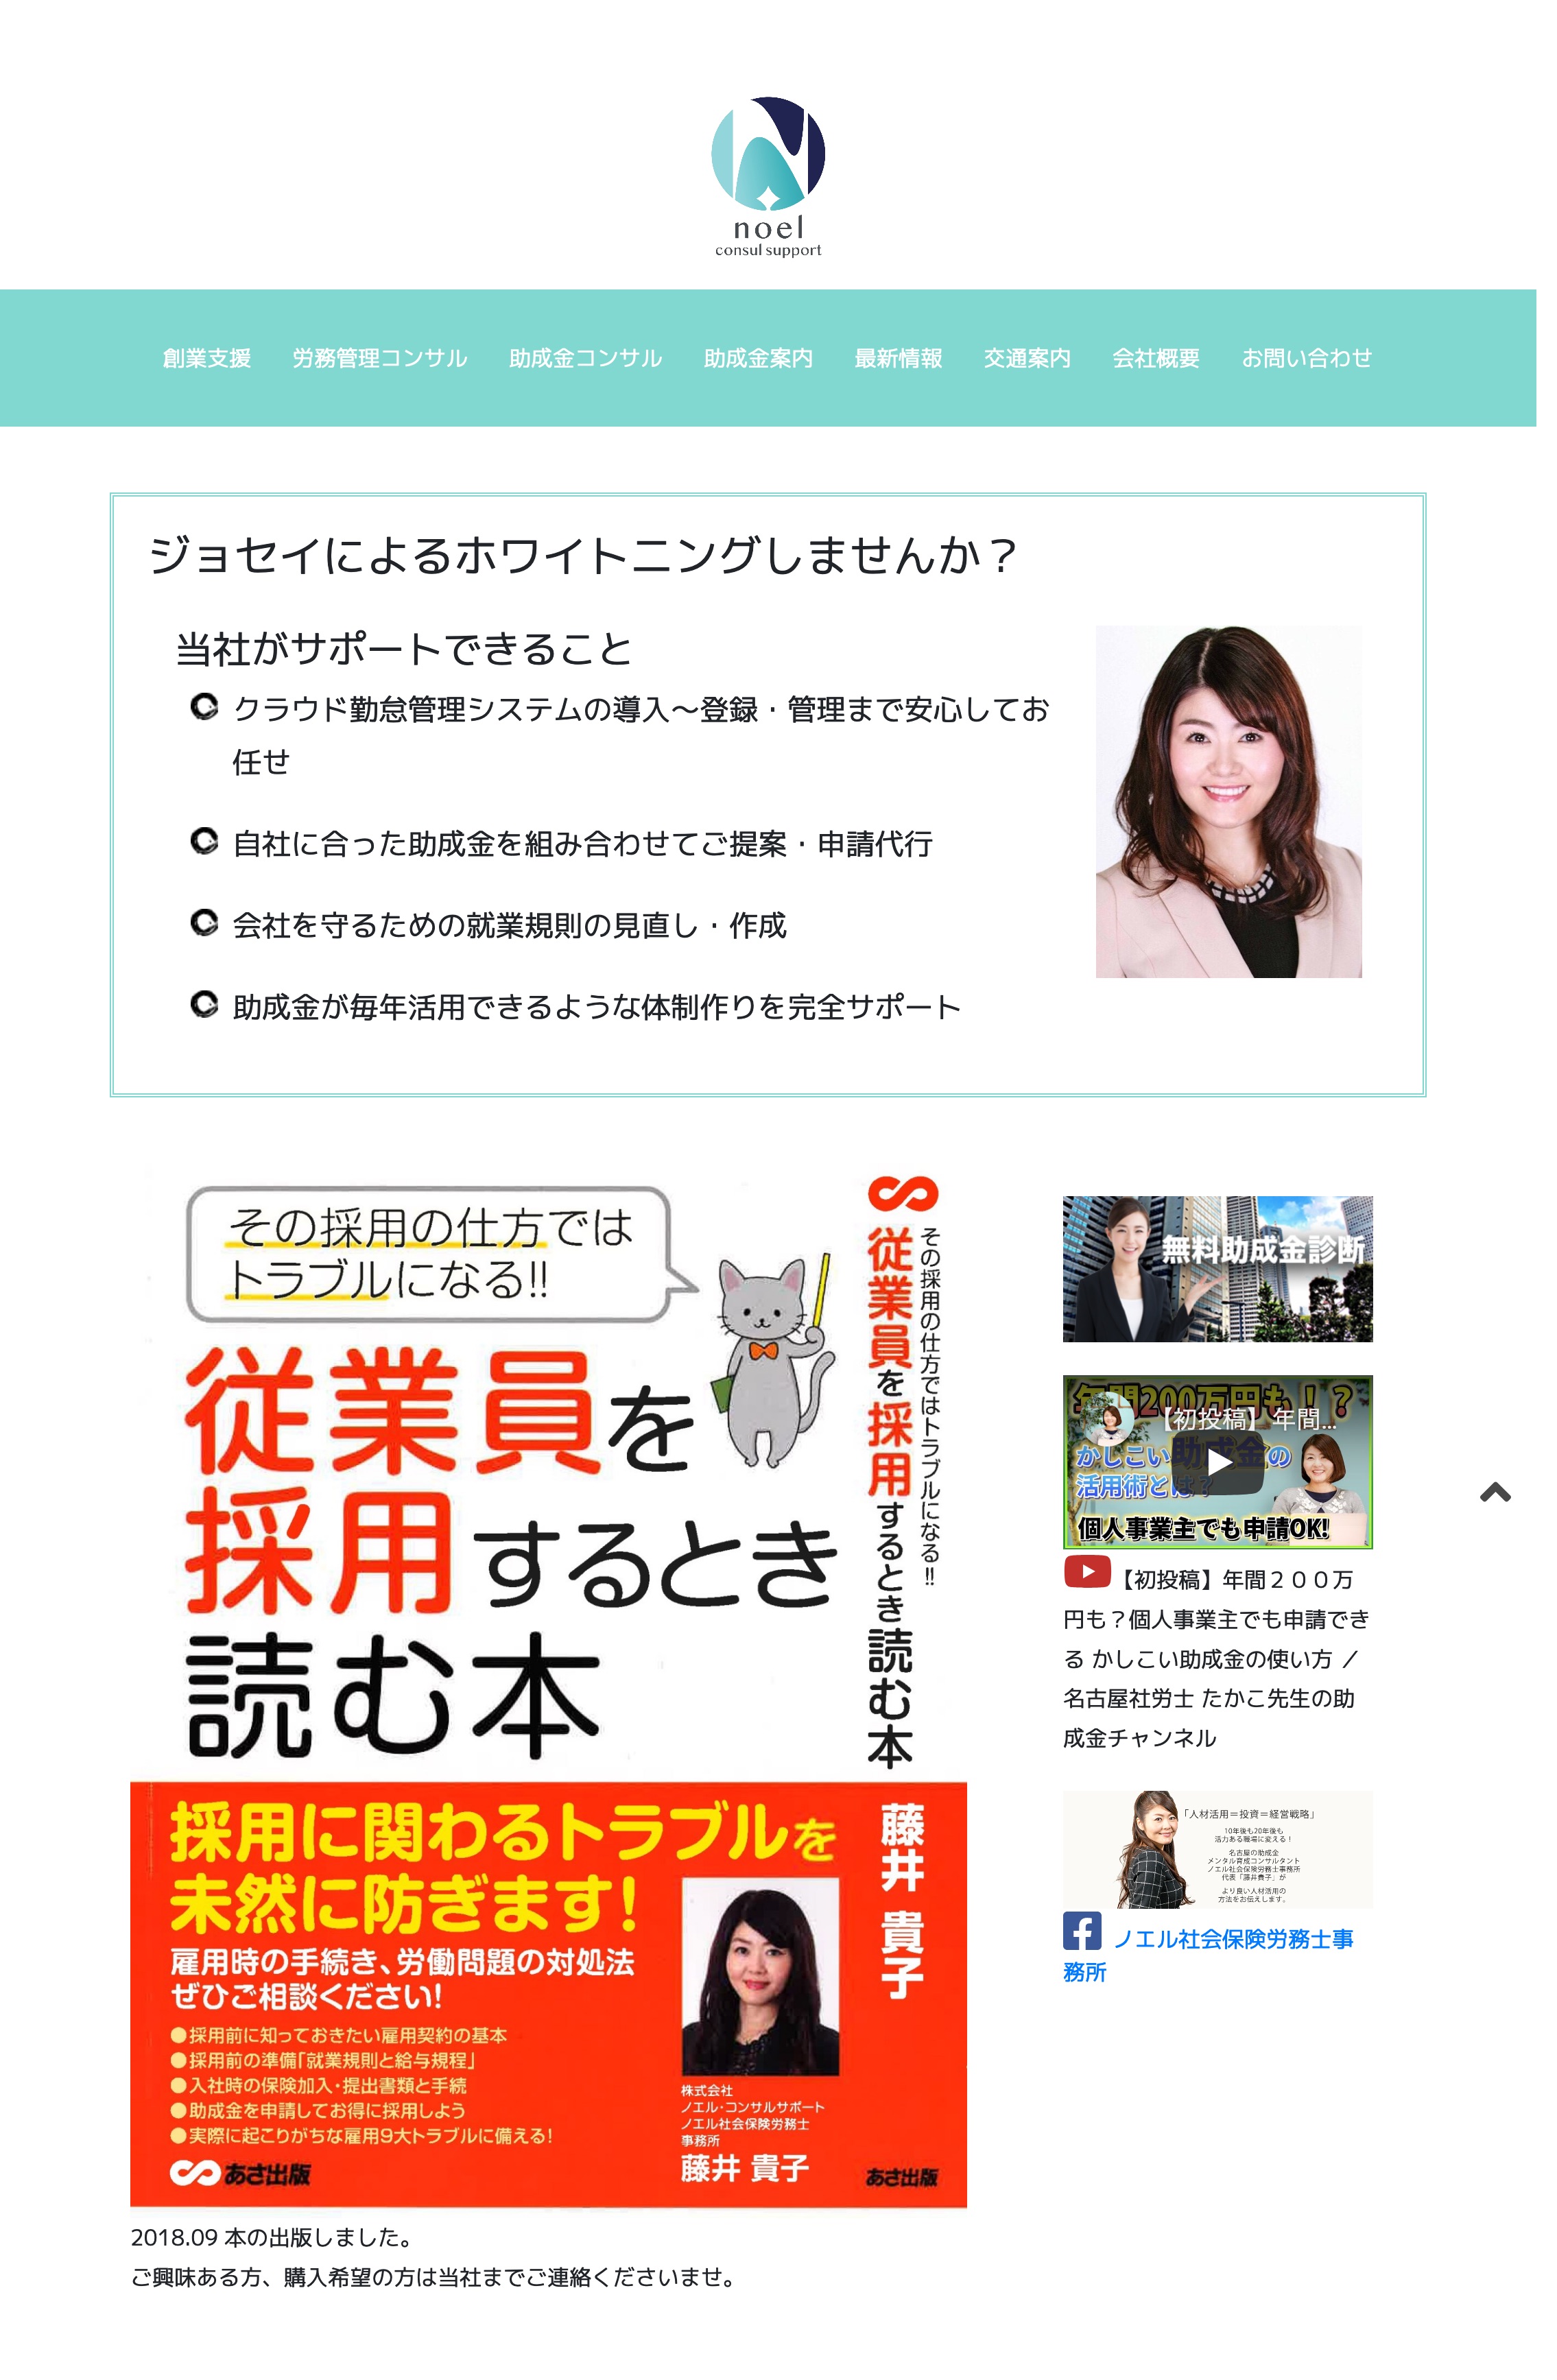 noel
consul support
創業支援 労務管理コンサル 助成金コンサル 助成金案内 最新情報 交通案内 会社概要 お問い合わせ
ジョセイによるホワイトニングしませんか？
当社がサポートできること
クラウド勤怠管理システムの導入〜登録・管理まで安心してお
任せ
自社に合った助成金を組み合わせてご提案・申請代行
会社を守るための就業規則の見直し・作成
助成金が毎年活用できるような体制作りを完全サポート
その採用の仕方では
トラブルになる!!
従業員を
採用するとき
読む本
その採用の仕方ではトラブルになる!!
従業員を採用するとき読む本
採用に関わるトラブルを
未然に防ぎます!
雇用時の手続き、労働問題の対処法
ぜひご相談ください!
●採用前に知っておきたい雇用契約の基本
●採用前の準備「就業規則と給与規程」
●入社時の保険加入・提出書類と手続
●助成金を申請してお得に採用しよう
●実際に起こりがちな雇用9大トラブルに備える!
あさ出版
株式会社
ノエル・コンサルサポート
ノエル社会保険労務士
事務所
藤井 貴子
藤井 貴子
あさ出版
2018.09 本の出版しました。
ご興味ある方、購入希望の方は当社までご連絡くださいませ。
無料助成金診断
年間200万円も！？
【初投稿】年間...
かしこい助成金の
活用術とは？
個人事業主でも申請OK!
【初投稿】年間２００万
円も？個人事業主でも申請でき
る かしこい助成金の使い方 ／
名古屋社労士 たかこ先生の助
成金チャンネル
「人材活用＝投資＝経営戦略」
10年後も20年後も
活力ある職場に変える！
名古屋の助成金
メンタル育成コンサルタント
ノエル社会保険労務士事務所
代表「藤井貴子」が
より良い人材活用の
方法をお伝えします。
ノエル社会保険労務士事
務所